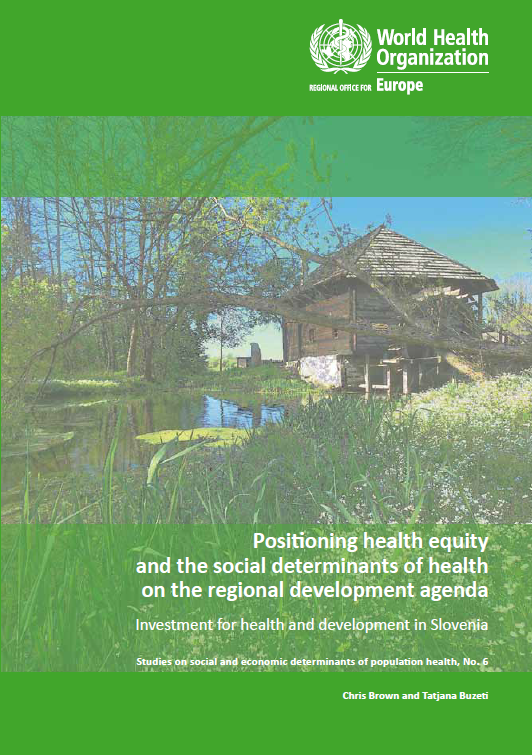 World Health
Organization
REGIONAL OFFICE FOR Europe
Positioning health equity
and the social determinants of health
on the regional development agenda
Investment for health and development in Slovenia
Studies on social and economic determinants of population health, No. 6
Chris Brown and Tatjana Buzeti